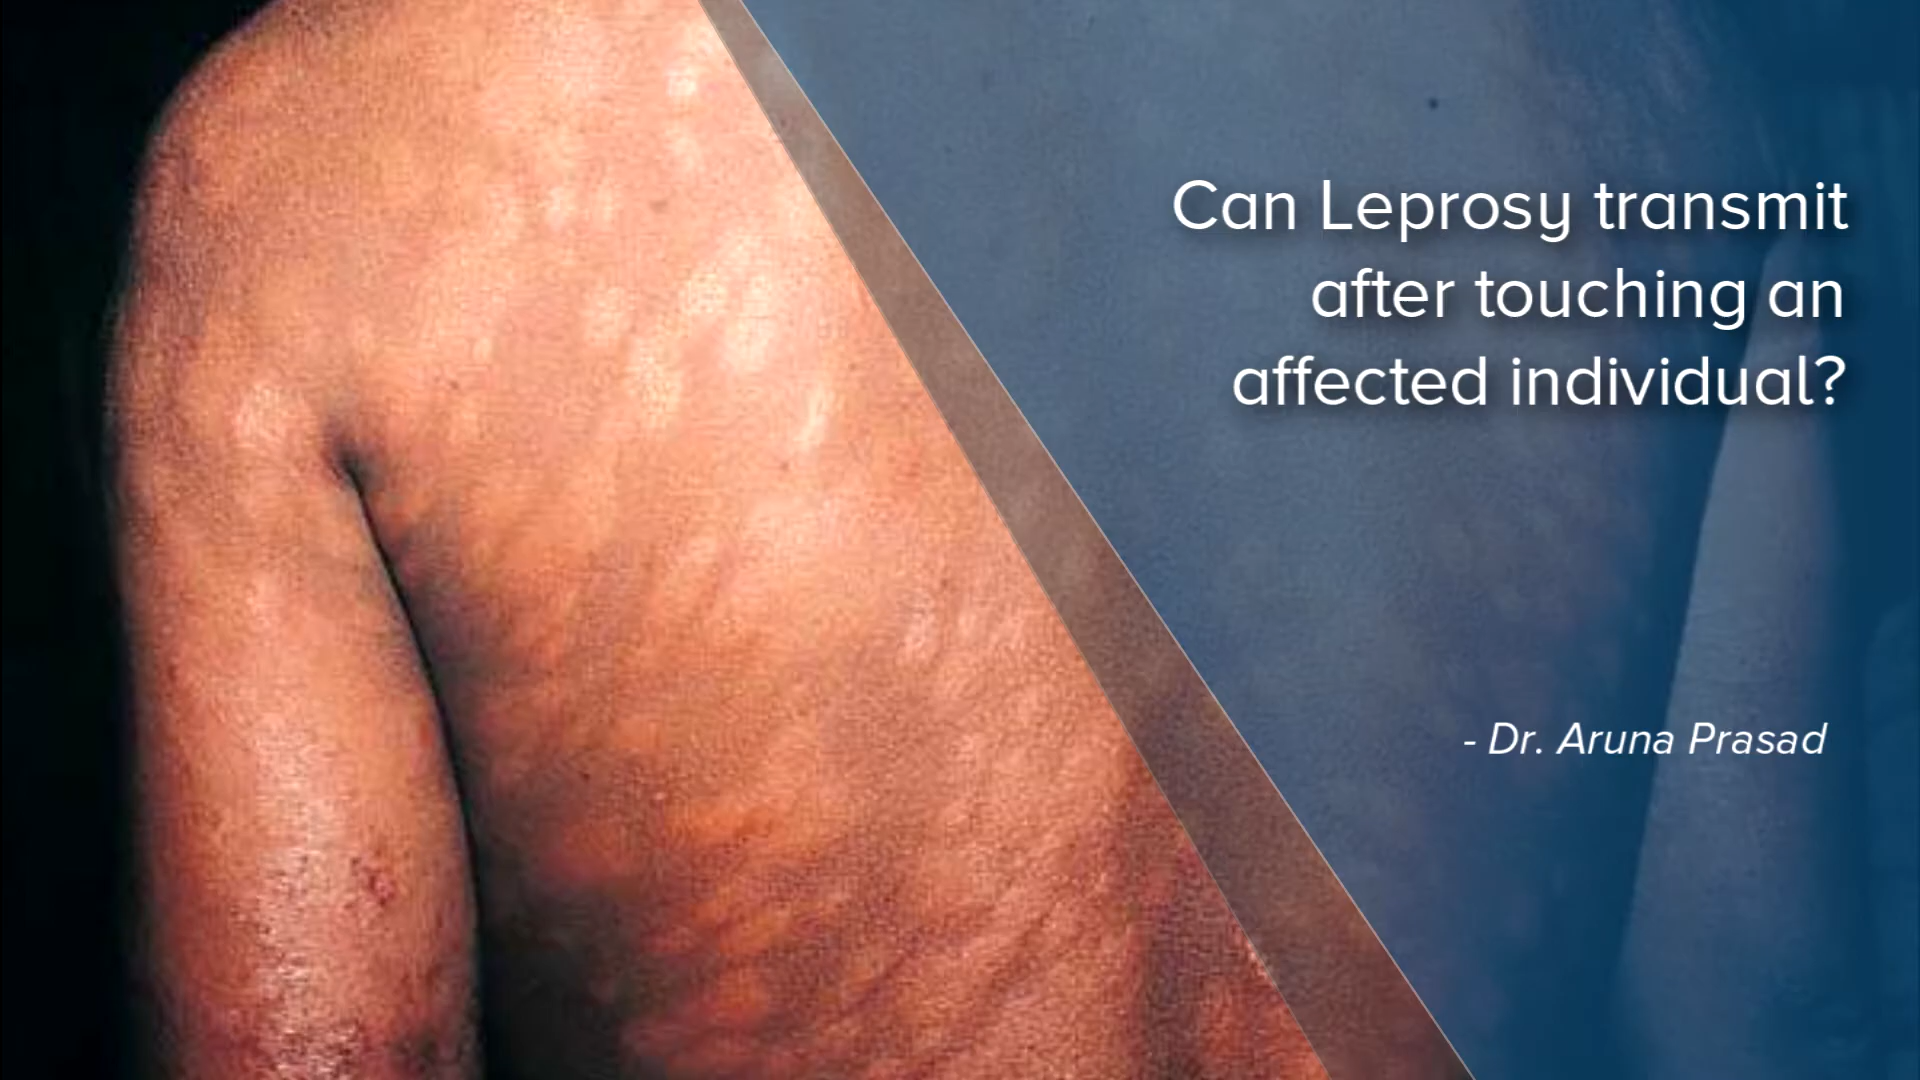 Can Leprosy transmit
after touching an
affected individual?
- Dr. Aruna Prasad